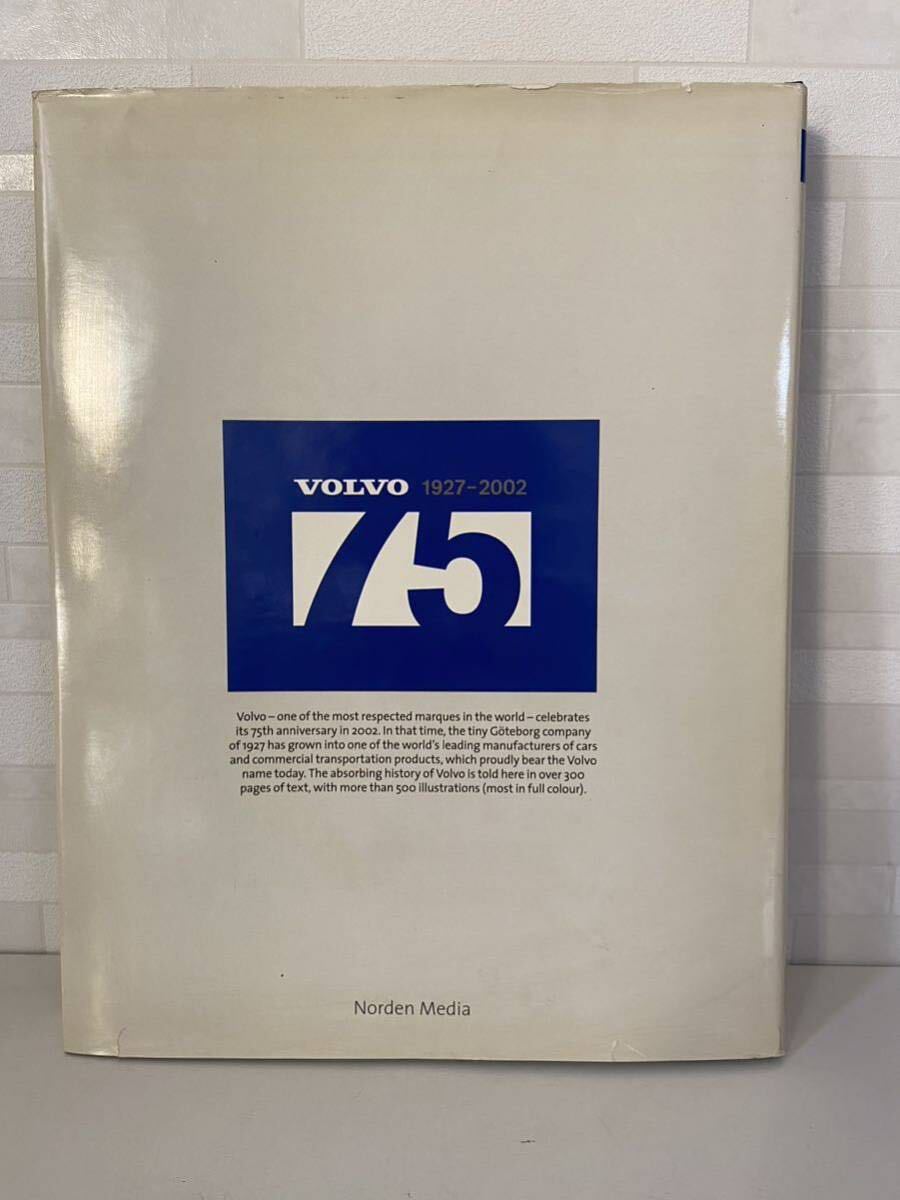 VOLVO 1927–2002
75
Volvo – one of the most respected marques in the world – celebrates
its 75th anniversary in 2002. In that time, the tiny Göteborg company
of 1927 has grown into one of the world's leading manufacturers of cars
and commercial transportation products, which proudly bear the Volvo
name today. The absorbing history of Volvo is told here in over 300
pages of text, with more than 500 illustrations (most in full colour).
Norden Media